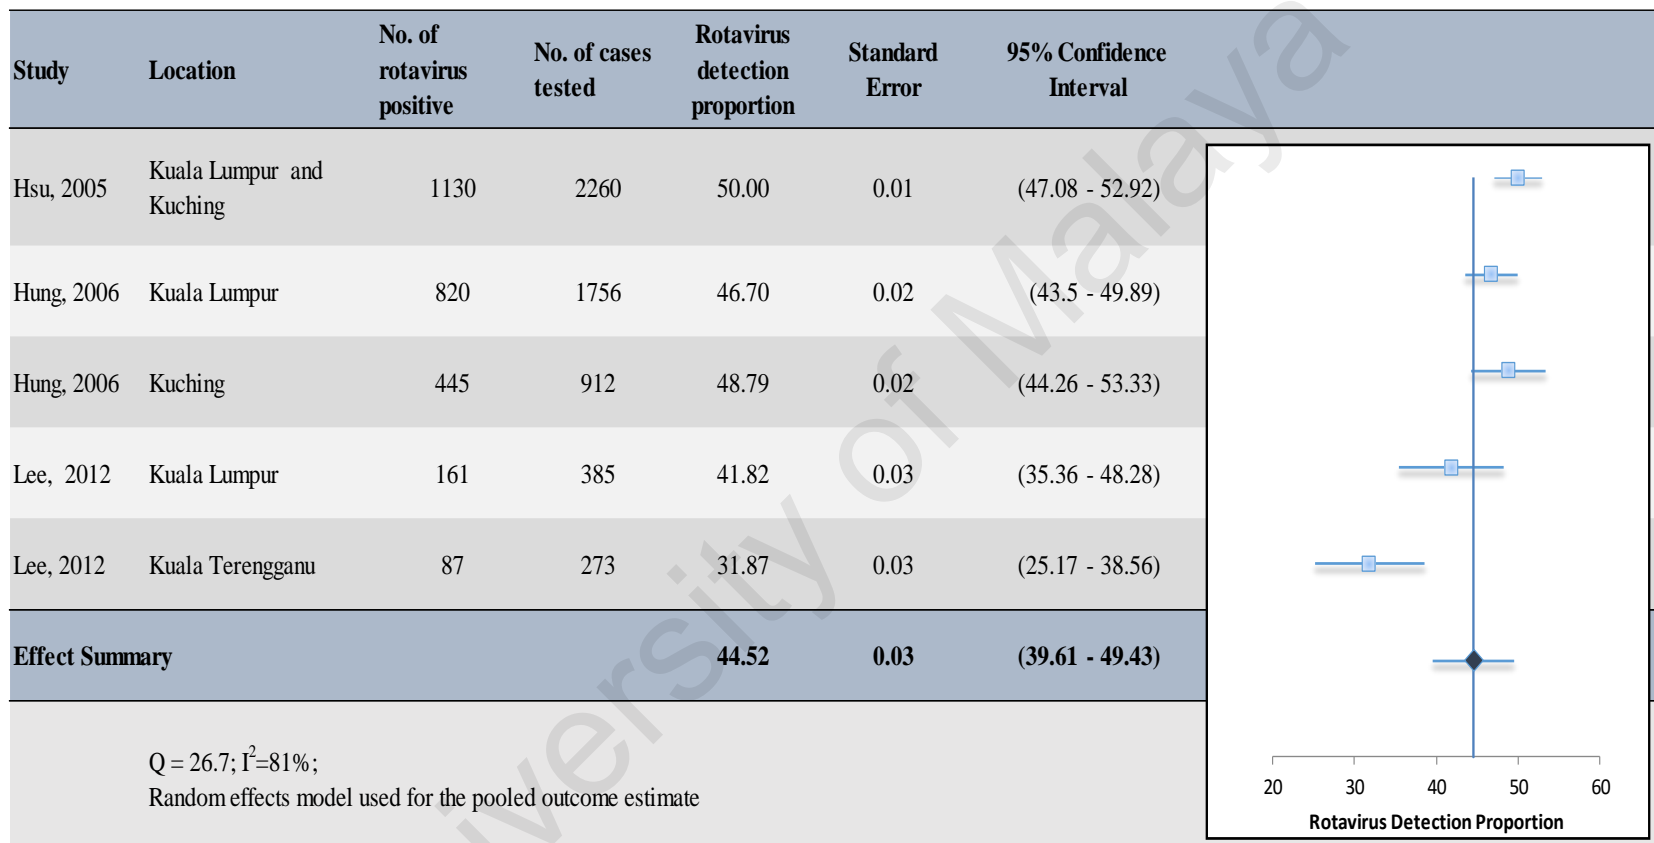 Study Location No. of rotavirus positive No. of cases tested Rotavirus detection proportion Standard Error 95% Confidence Interval
Hsu, 2005 Kuala Lumpur and Kuching 1130 2260 50.00 0.01 (47.08 - 52.92)
Hung, 2006 Kuala Lumpur 820 1756 46.70 0.02 (43.5 - 49.89)
Hung, 2006 Kuching 445 912 48.79 0.02 (44.26 - 53.33)
Lee, 2012 Kuala Lumpur 161 385 41.82 0.03 (35.36 - 48.28)
Lee, 2012 Kuala Terengganu 87 273 31.87 0.03 (25.17 - 38.56)
Effect Summary 44.52 0.03 (39.61 - 49.43)
Q = 26.7; I²=81%;
Random effects model used for the pooled outcome estimate
20 30 40 50 60
Rotavirus Detection Proportion
versity of Malaya